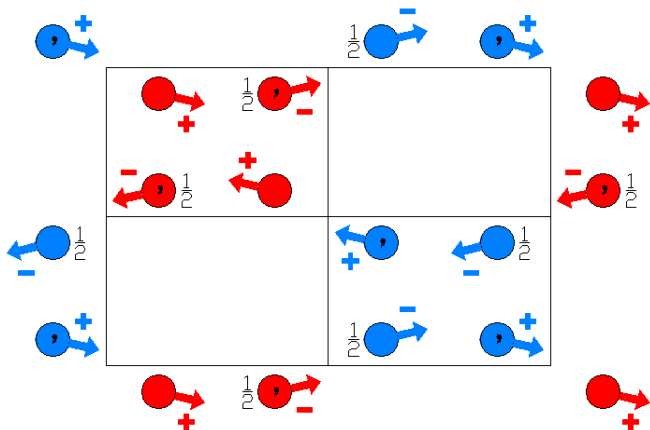 , + 1/2 - , +
+ 1/2 , - +
- , 1/2 + - , 1/2
- 1/2 + , - 1/2
, + 1/2 - , +
+ 1/2 , - +